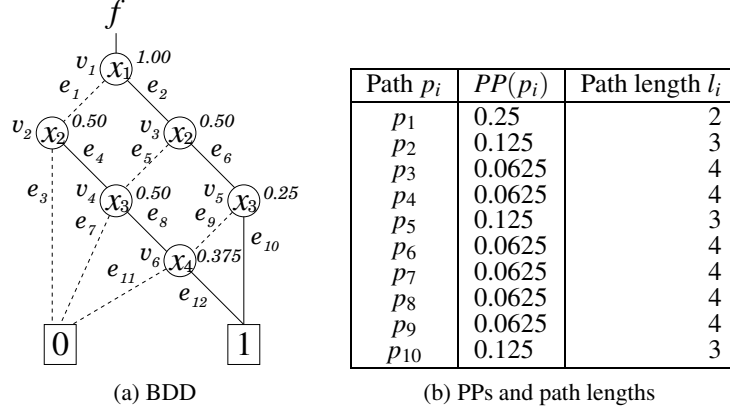 f
v1 x1 1.00
e1 e2
v2 x2 0.50 v3 x2 0.50
e4 e5 e6
e3 v4 x3 0.50 v5 x3 0.25
e7 e8 e9 e10
v6 x4 0.375
e11 e12
0 1
(a) BDD
Path pi PP(pi) Path length li
p1 0.25 2
p2 0.125 3
p3 0.0625 4
p4 0.0625 4
p5 0.125 3
p6 0.0625 4
p7 0.0625 4
p8 0.0625 4
p9 0.0625 4
p10 0.125 3
(b) PPs and path lengths